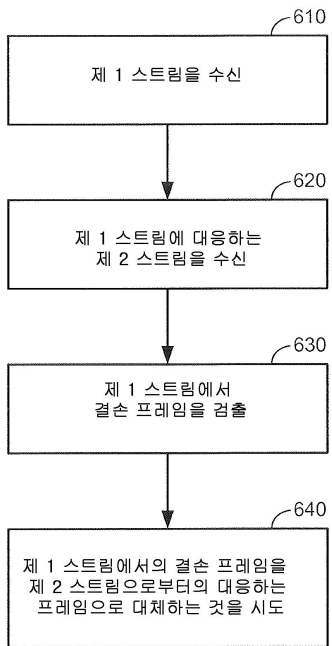 610
제 1 스트림을 수신
620
제 1 스트림에 대응하는
제 2 스트림을 수신
630
제 1 스트림에서
결손 프레임을 검출
640
제 1 스트림에서의 결손 프레임을
제 2 스트림으로부터의 대응하는
프레임으로 대체하는 것을 시도